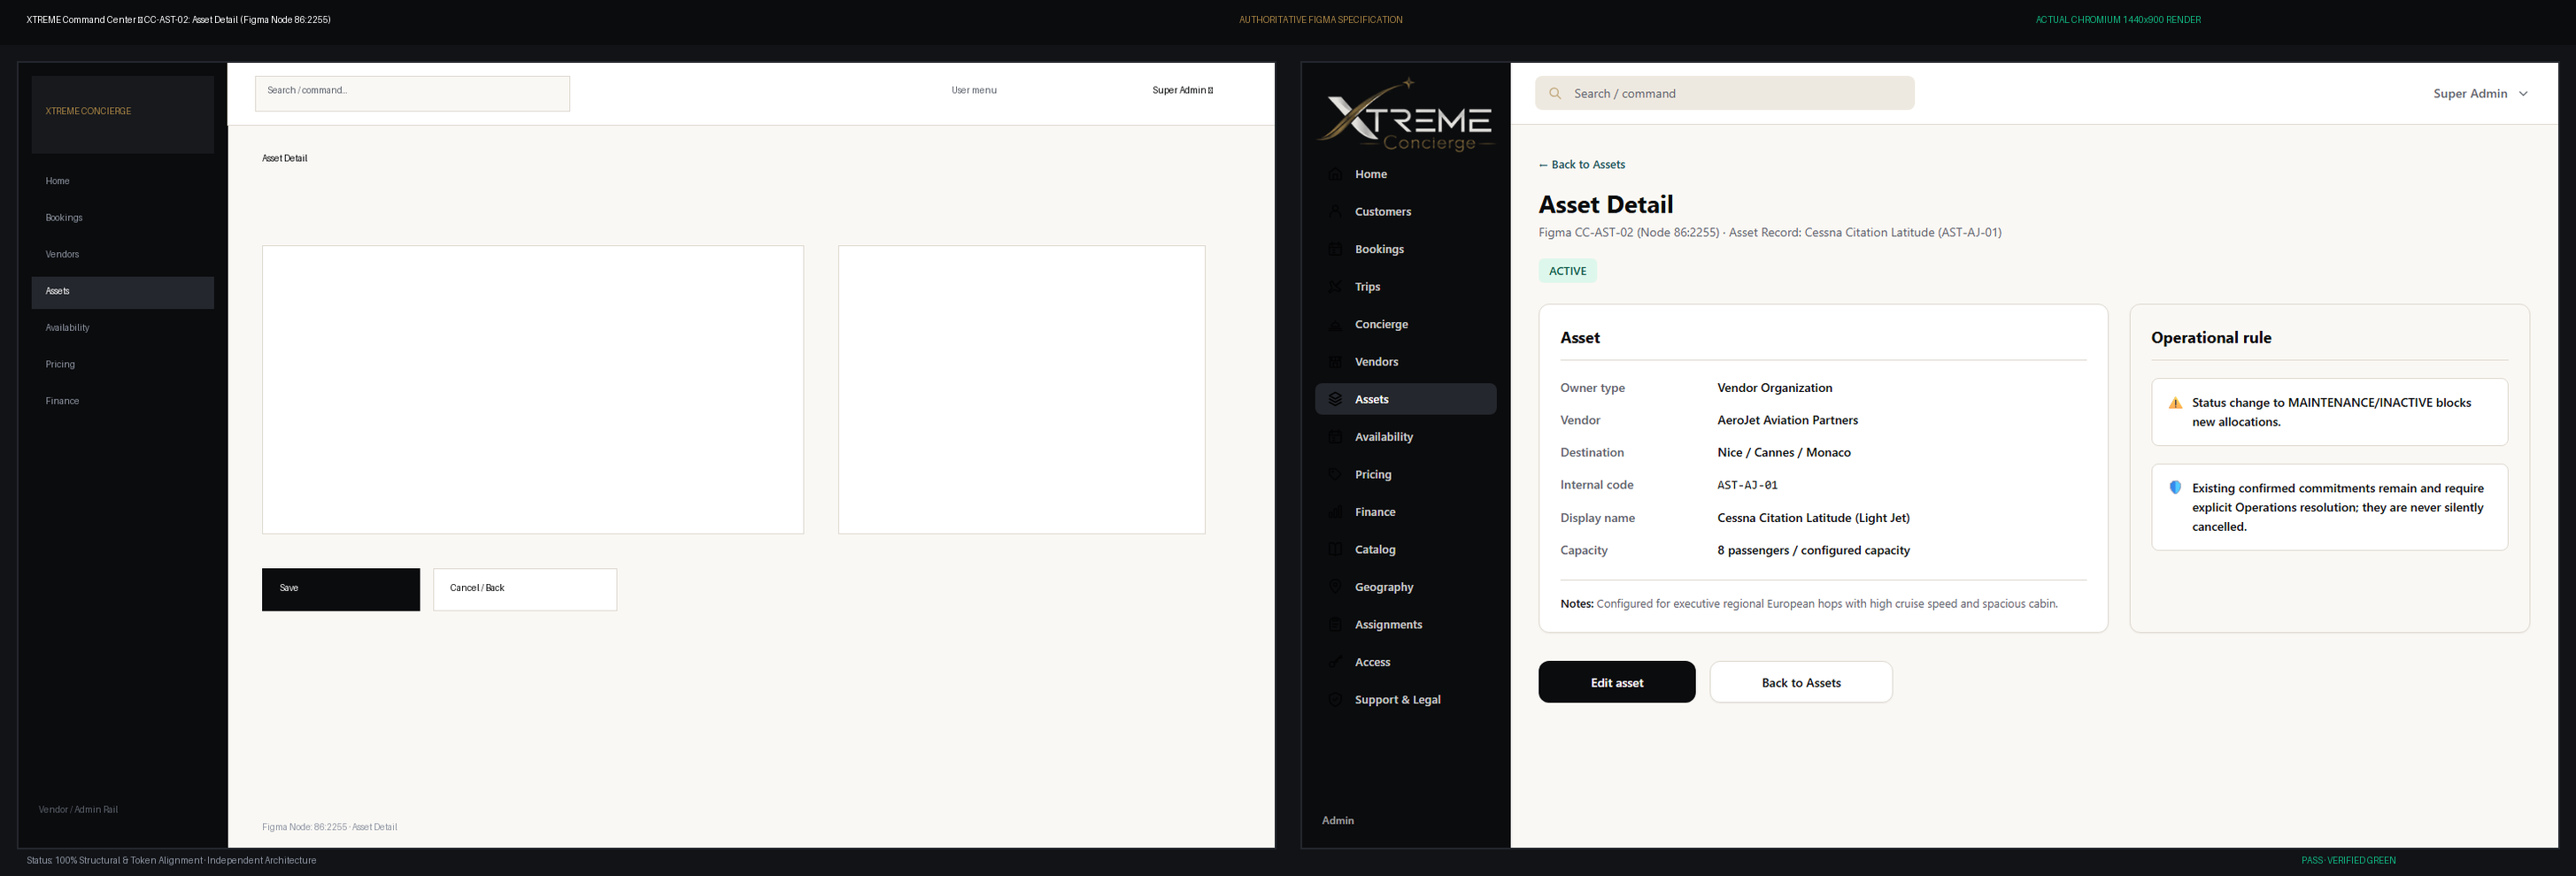 XTREME Command Center ▯ CC-AST-02: Asset Detail (Figma Node 86:2255)
AUTHORITATIVE FIGMA SPECIFICATION
ACTUAL CHROMIUM 1440x900 RENDER
XTREME CONCIERGE
Home
Bookings
Vendors
Assets
Availability
Pricing
Finance
Vendor / Admin Rail
Search / command...
User menu
Super Admin ▯
Asset Detail
Save
Cancel / Back
Figma Node: 86:2255 · Asset Detail
XTREME
Concierge
Home
Customers
Bookings
Trips
Concierge
Vendors
Assets
Availability
Pricing
Finance
Catalog
Geography
Assignments
Access
Support & Legal
Admin
Search / command
Super Admin
← Back to Assets
Asset Detail
Figma CC-AST-02 (Node 86:2255) · Asset Record: Cessna Citation Latitude (AST-AJ-01)
ACTIVE
Asset
Owner type Vendor Organization
Vendor AeroJet Aviation Partners
Destination Nice / Cannes / Monaco
Internal code AST-AJ-01
Display name Cessna Citation Latitude (Light Jet)
Capacity 8 passengers / configured capacity
Notes: Configured for executive regional European hops with high cruise speed and spacious cabin.
Operational rule
Status change to MAINTENANCE/INACTIVE blocks
new allocations.
Existing confirmed commitments remain and require
explicit Operations resolution; they are never silently
cancelled.
Edit asset
Back to Assets
Status: 100% Structural & Token Alignment · Independent Architecture
PASS · VERIFIED GREEN